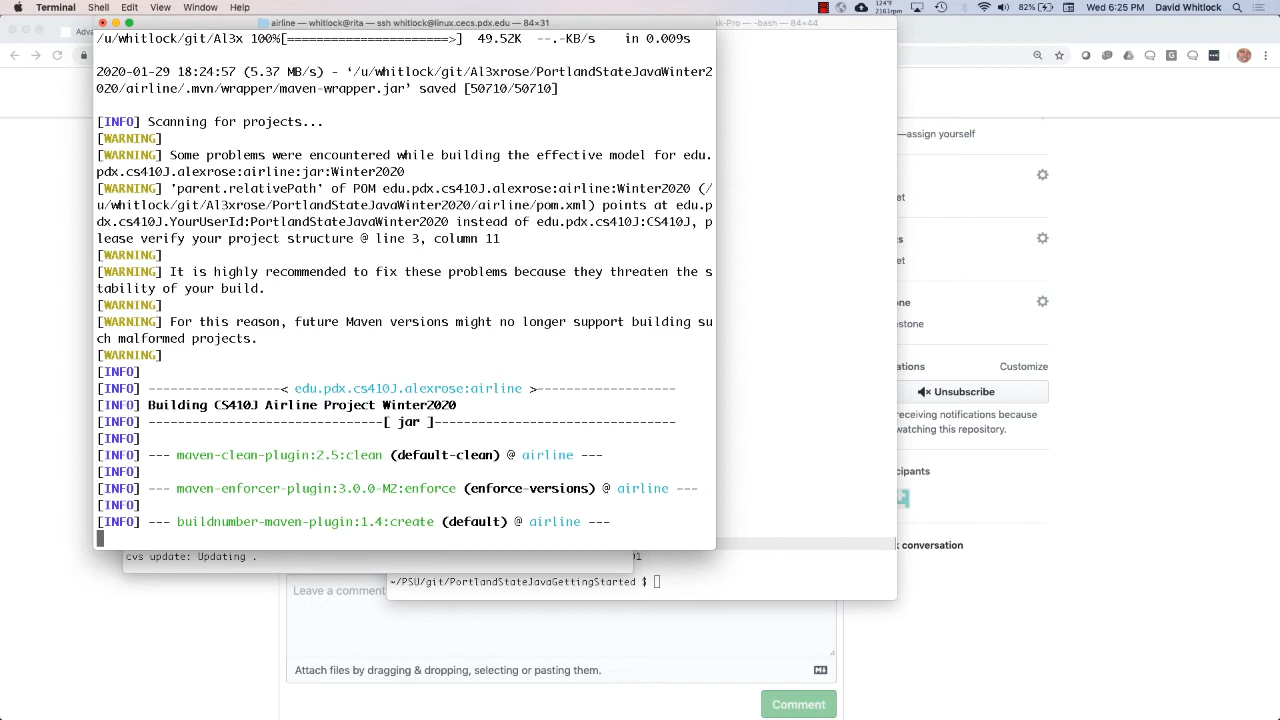 Terminal Shell Edit View Window Help
124°F
David Whitlock
airline — whitlock@rita — ssh whitlock@linux.cecs.pdx.edu — 84×31
k-Pro — -bash — 84×44
Adva
/u/whitlock/git/Al3x 100%[=====================>] 49.52K --.-KB/s in 0.009s
2020-01-29 18:24:57 (5.37 MB/s) - ‘/u/whitlock/git/Al3xrose/PortlandStateJavaWinter2
020/airline/.mvn/wrapper/maven-wrapper.jar’ saved [50710/50710]
[INFO] Scanning for projects...
[WARNING]
[WARNING] Some problems were encountered while building the effective model for edu.
pdx.cs410J.alexrose:airline:jar:Winter2020
[WARNING] 'parent.relativePath' of POM edu.pdx.cs410J.alexrose:airline:Winter2020 (/
u/whitlock/git/Al3xrose/PortlandStateJavaWinter2020/airline/pom.xml) points at edu.p
dx.cs410J.YourUserId:PortlandStateJavaWinter2020 instead of edu.pdx.cs410J:CS410J, p
lease verify your project structure @ line 3, column 11
[WARNING]
[WARNING] It is highly recommended to fix these problems because they threaten the s
tability of your build.
[WARNING]
[WARNING] For this reason, future Maven versions might no longer support building su
ch malformed projects.
[WARNING]
[INFO]
[INFO] ------------------< edu.pdx.cs410J.alexrose:airline >-------------------
[INFO] Building CS410J Airline Project Winter2020
[INFO] --------------------------------[ jar ]---------------------------------
[INFO]
[INFO] --- maven-clean-plugin:2.5:clean (default-clean) @ airline ---
[INFO]
[INFO] --- maven-enforcer-plugin:3.0.0-M2:enforce (enforce-versions) @ airline ---
[INFO]
[INFO] --- buildnumber-maven-plugin:1.4:create (default) @ airline ---
cvs update: Updating .
~/PSU/git/PortlandStateJavaGettingStarted $
—assign yourself
et
s
et
one
estone
ations
Customize
Unsubscribe
receiving notifications because
watching this repository.
cipants
k conversation
Leave a comment
Attach files by dragging & dropping, selecting or pasting them.
Comment